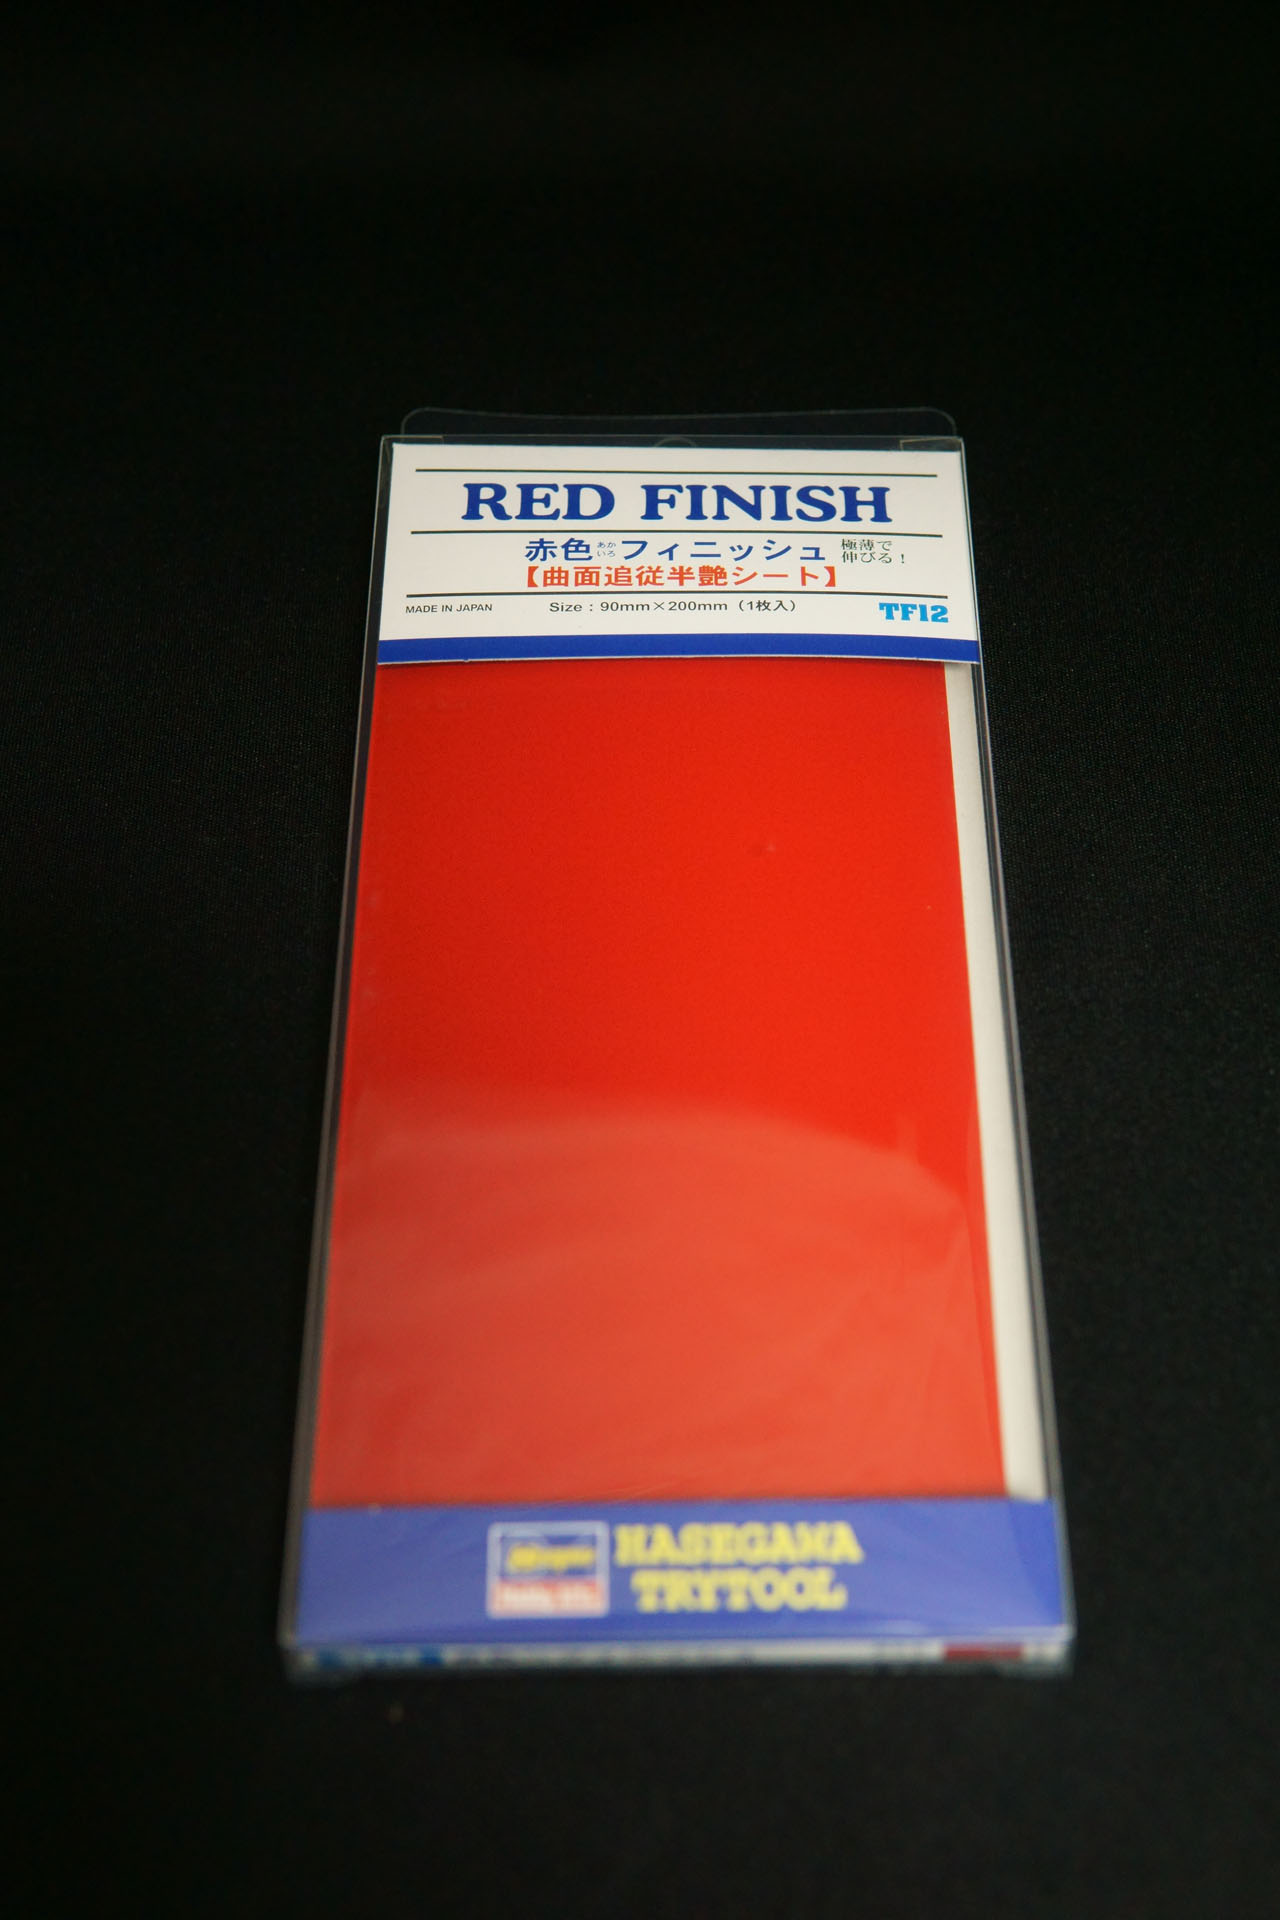 RED FINISH
赤色あかいろフィニッシュ 極薄で伸びる！
【曲面追従半艶シート】
MADE IN JAPAN Size：90mm×200mm（1枚入） TF12
HASEGAWA
TRYTOOL